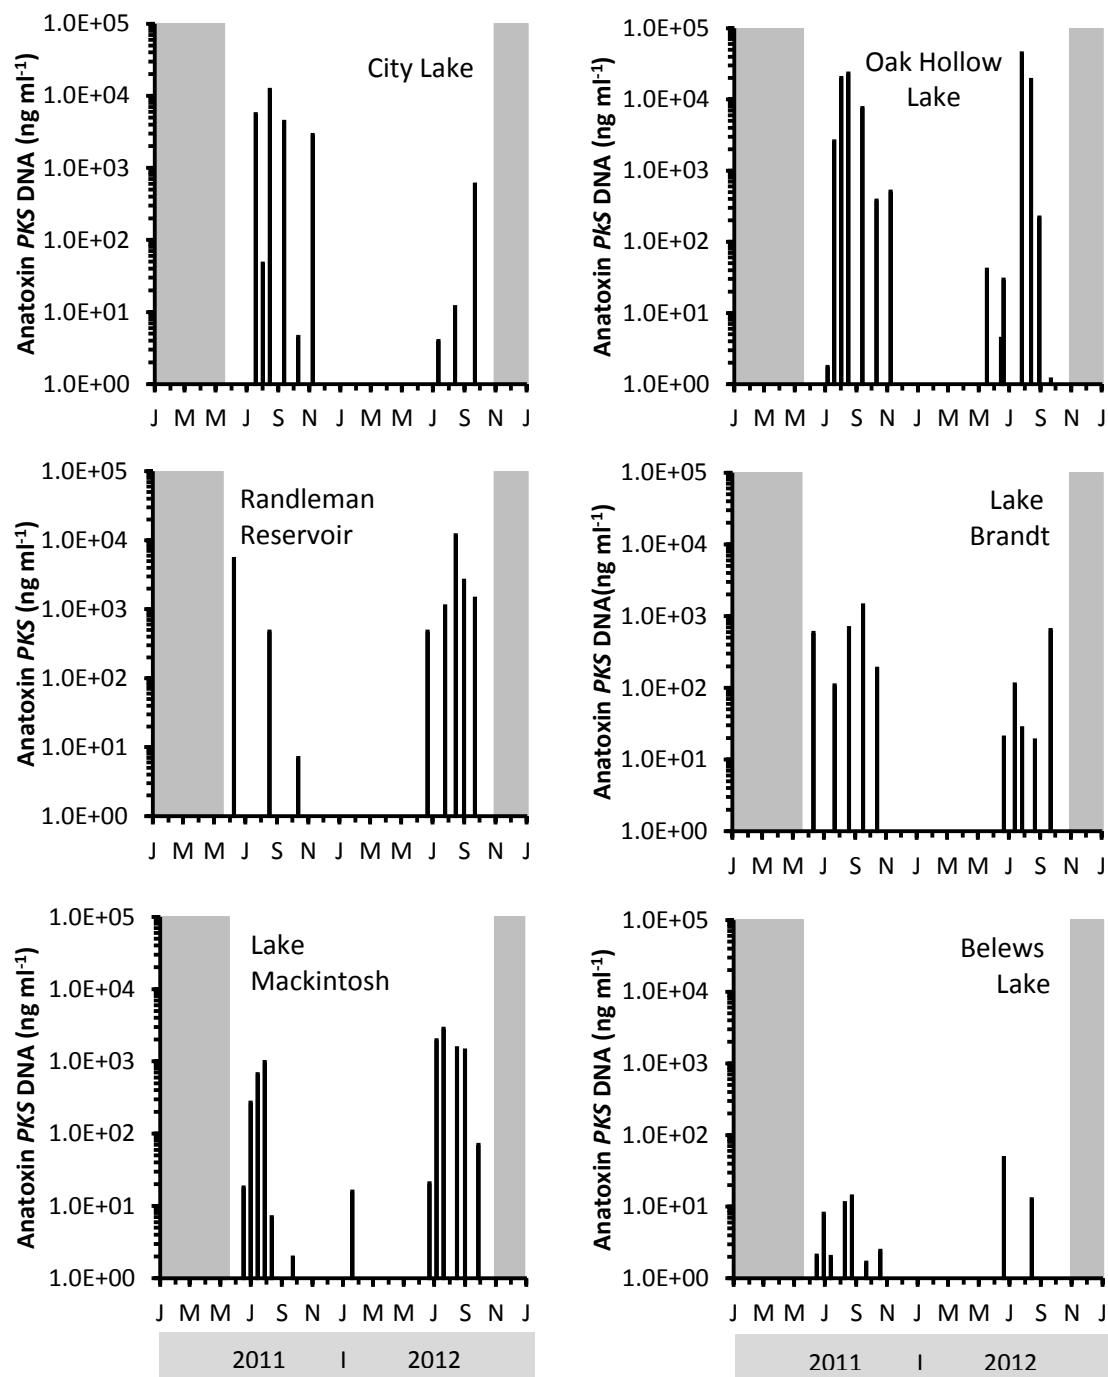 City Lake
Anatoxin PKS DNA (ng ml⁻¹)
1.0E+05
1.0E+04
1.0E+03
1.0E+02
1.0E+01
1.0E+00
J M M J S N J M M J S N J
Oak Hollow
Lake
Anatoxin PKS DNA (ng ml⁻¹)
1.0E+05
1.0E+04
1.0E+03
1.0E+02
1.0E+01
1.0E+00
J M M J S N J M M J S N J
Randleman
Reservoir
Anatoxin PKS (ng ml⁻¹)
1.0E+05
1.0E+04
1.0E+03
1.0E+02
1.0E+01
1.0E+00
J M M J S N J M M J S N J
Lake
Brandt
Anatoxin PKS DNA(ng ml⁻¹)
1.0E+05
1.0E+04
1.0E+03
1.0E+02
1.0E+01
1.0E+00
J M M J S N J M M J S N J
Lake
Mackintosh
Anatoxin PKS DNA (ng ml⁻¹)
1.0E+05
1.0E+04
1.0E+03
1.0E+02
1.0E+01
1.0E+00
J M M J S N J M M J S N J
2011 I 2012
Belews
Lake
Anatoxin PKS DNA (ng ml⁻¹)
1.0E+05
1.0E+04
1.0E+03
1.0E+02
1.0E+01
1.0E+00
J M M J S N J M M J S N J
2011 I 2012